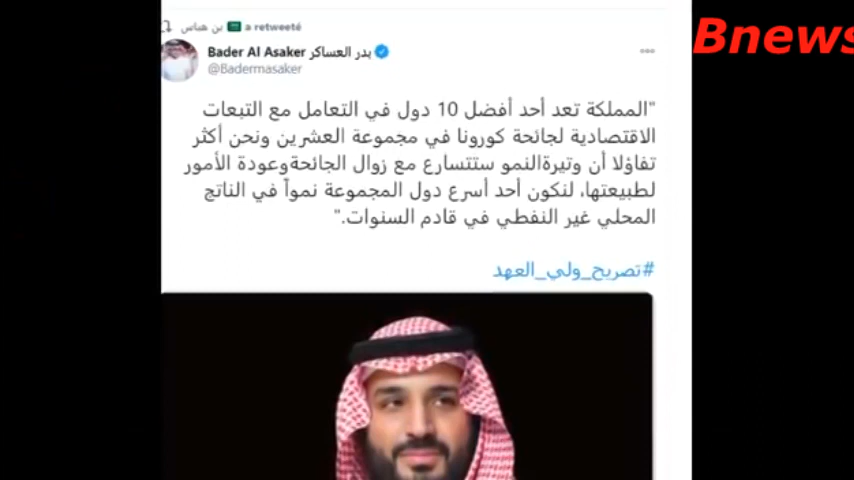 بن هباس 🇸🇦 a retweeté
Bnews
Bader Al Asaker بدر العساكر
@Badermasaker
"المملكة تعد أحد أفضل 10 دول في التعامل مع التبعات
الاقتصادية لجائحة كورونا في مجموعة العشرين ونحن أكثر
تفاؤلا أن وتيرةالنمو ستتسارع مع زوال الجائحةوعودة الأمور
لطبيعتها، لنكون أحد أسرع دول المجموعة نمواً في الناتج
المحلي غير النفطي في قادم السنوات."
#تصريح_ولي_العهد